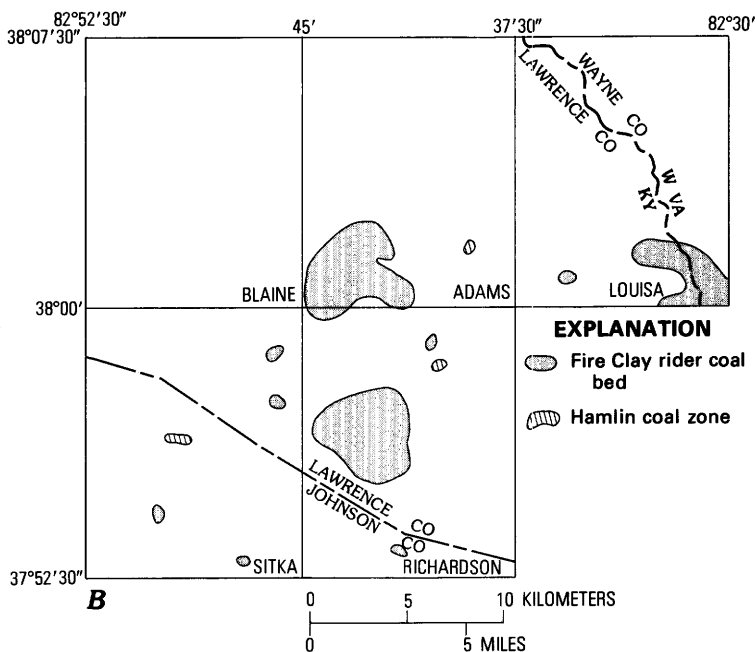 82°52'30" 45' 37'30" 82°30'
38°07'30"
WAYNE CO
LAWRENCE CO
W VA
KY
BLAINE ADAMS LOUISA
38°00'
EXPLANATION
Fire Clay rider coal
bed
Hamlin coal zone
LAWRENCE CO
JOHNSON CO
SITKA RICHARDSON
37°52'30"
B
0 5 10 KILOMETERS
0 5 MILES